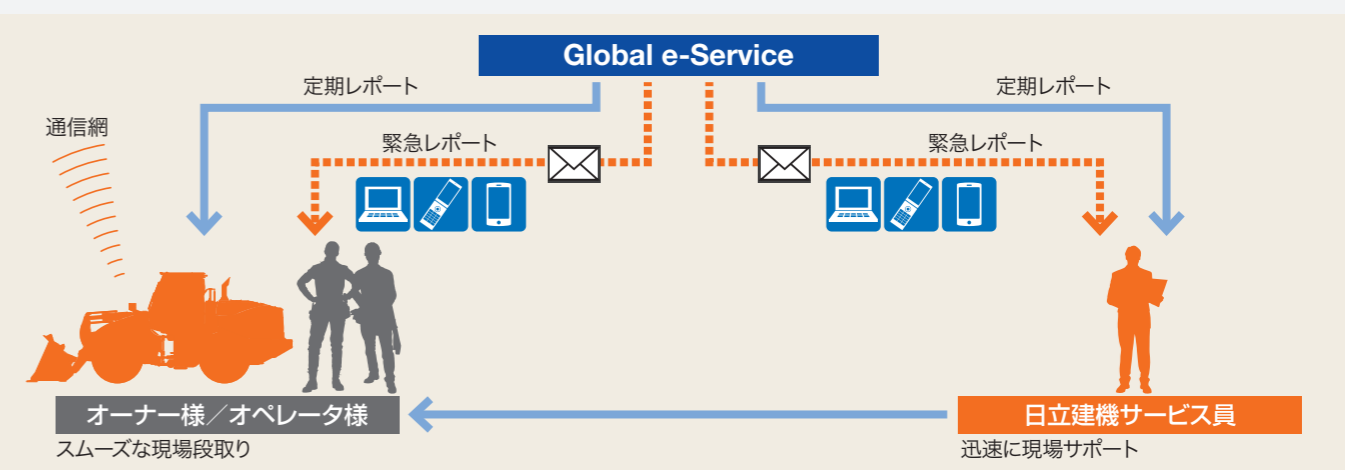 Global e-Service
定期レポート
定期レポート
通信網
緊急レポート
緊急レポート
オーナー様／オペレータ様
日立建機サービス員
スムーズな現場段取り
迅速に現場サポート